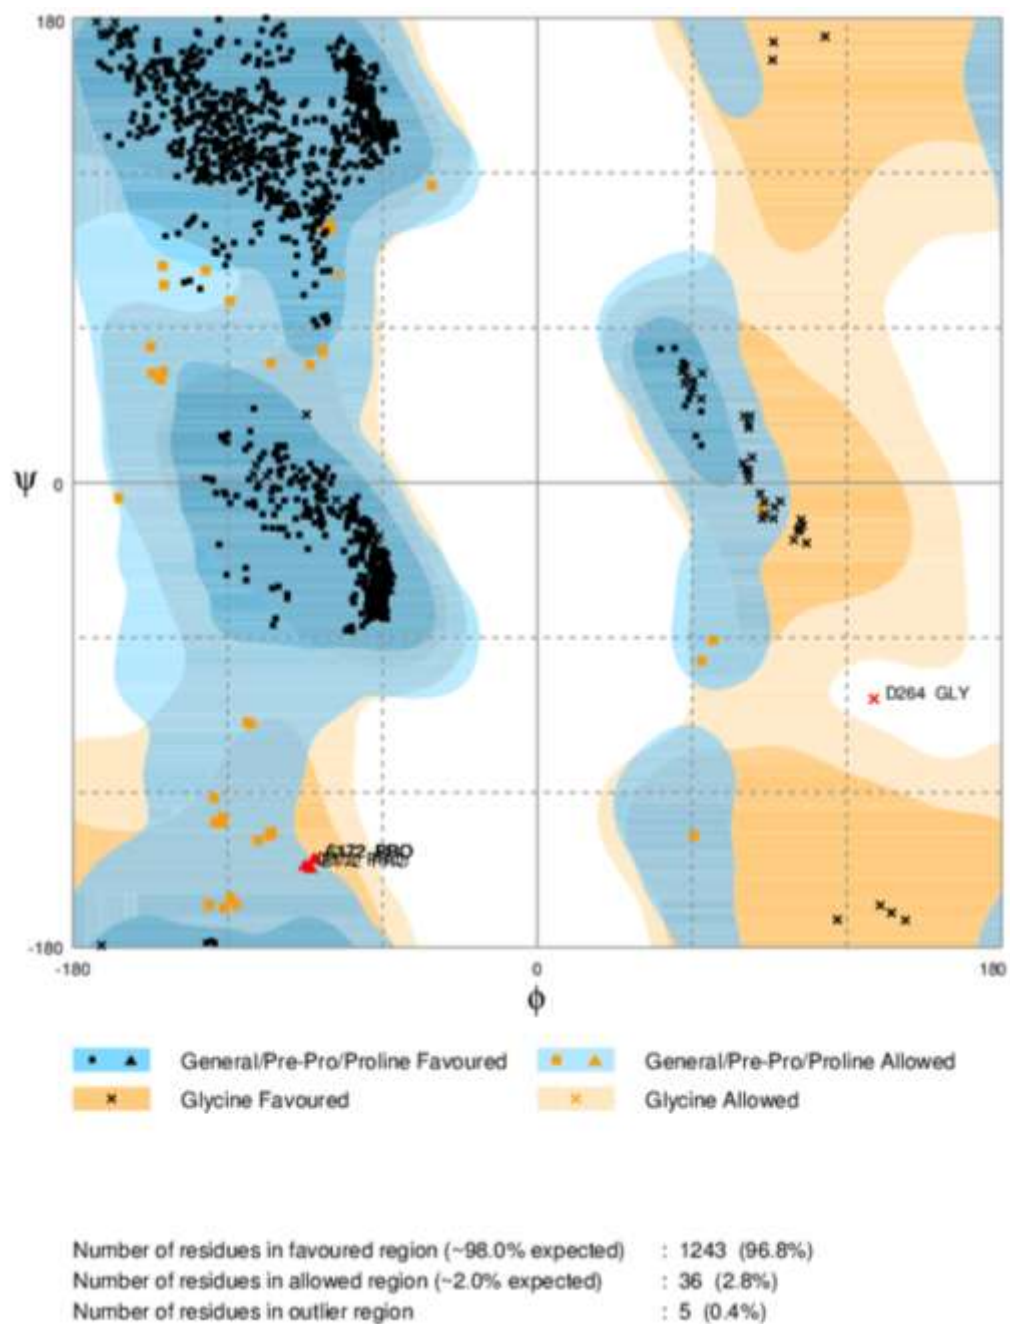 180
ψ
0
D264 GLY
-180
-180
0
180
ϕ
General/Pre-Pro/Proline Favoured
General/Pre-Pro/Proline Allowed
Glycine Favoured
Glycine Allowed
Number of residues in favoured region (~98.0% expected) : 1243 (96.8%)
Number of residues in allowed region (~2.0% expected) : 36 (2.8%)
Number of residues in outlier region : 5 (0.4%)